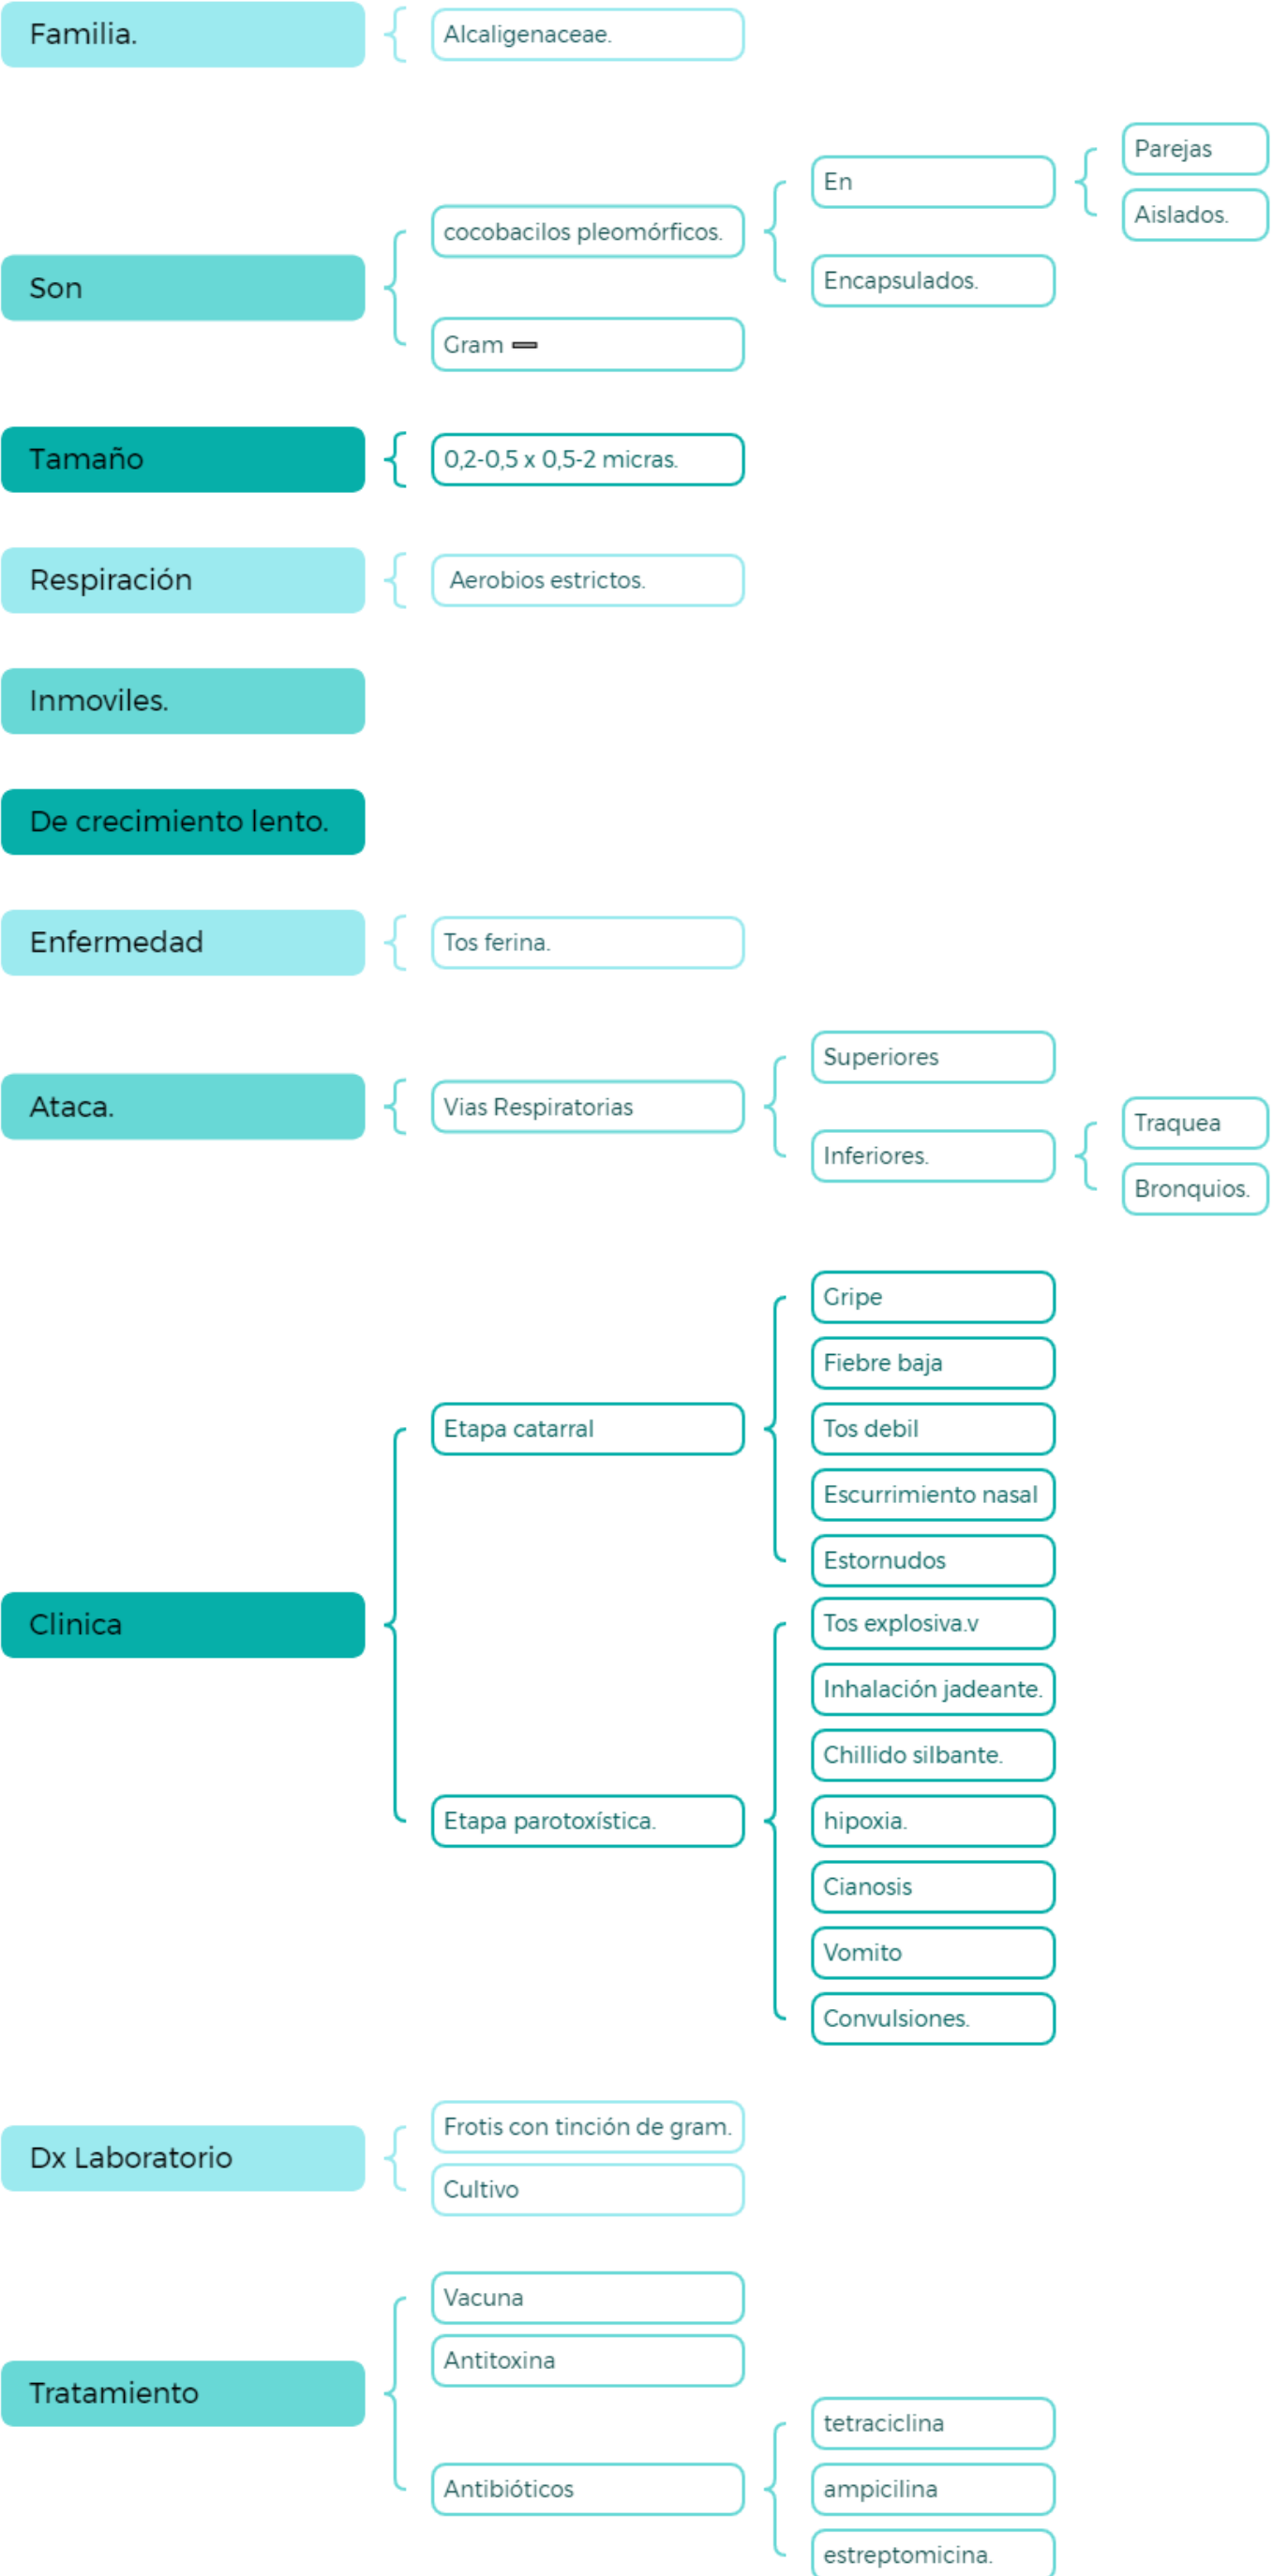 Familia.
Alcaligenaceae.
Son
cocobacilos pleomórficos.
En
Parejas
Aislados.
Encapsulados.
Gram ➖
Tamaño
0,2-0,5 x 0,5-2 micras.
Respiración
Aerobios estrictos.
Inmoviles.
De crecimiento lento.
Enfermedad
Tos ferina.
Ataca.
Vias Respiratorias
Superiores
Inferiores.
Traquea
Bronquios.
Clinica
Etapa catarral
Gripe
Fiebre baja
Tos debil
Escurrimiento nasal
Estornudos
Etapa parotoxística.
Tos explosiva.v
Inhalación jadeante.
Chillido silbante.
hipoxia.
Cianosis
Vomito
Convulsiones.
Dx Laboratorio
Frotis con tinción de gram.
Cultivo
Tratamiento
Vacuna
Antitoxina
Antibióticos
tetraciclina
ampicilina
estreptomicina.